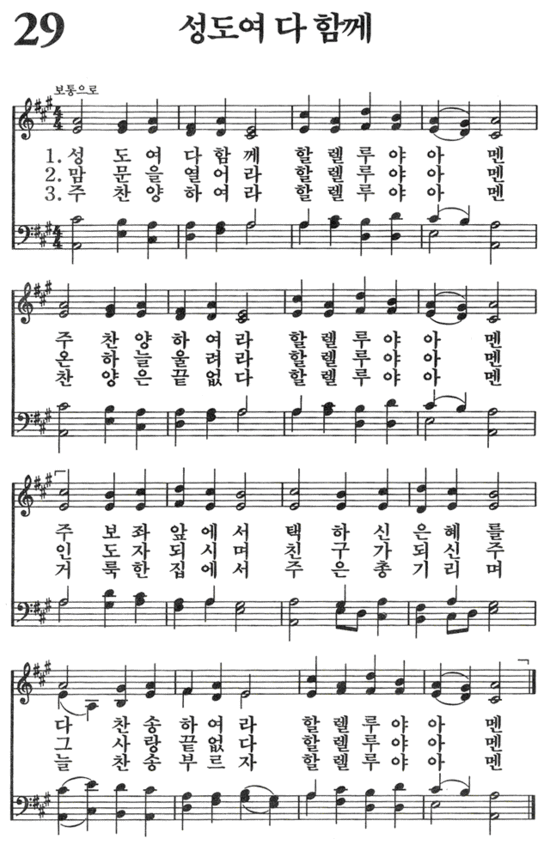 29 성도여 다 함께
보통으로
1. 성 도 여 다 함 께 할 렐 루 야 아 멘
2. 맘 문 을 열 어 라 할 렐 루 야 아 멘
3. 주 찬 양 하 여 라 할 렐 루 야 아 멘
주 찬 양 하 여 라 할 렐 루 야 아 멘
온 하 늘 울 려 라 할 렐 루 야 아 멘
찬 양 은 끝 없 다 할 렐 루 야 아 멘
주 보 좌 앞 에 서 택 하 신 은 혜 를
인 도 자 되 시 며 친 구 가 되 신 주
거 룩 한 집 에 서 주 은 총 기 리 며
다 찬 송 하 여 라 할 렐 루 야 아 멘
그 사 랑 끝 없 다 할 렐 루 야 아 멘
늘 찬 송 부 르 자 할 렐 루 야 아 멘